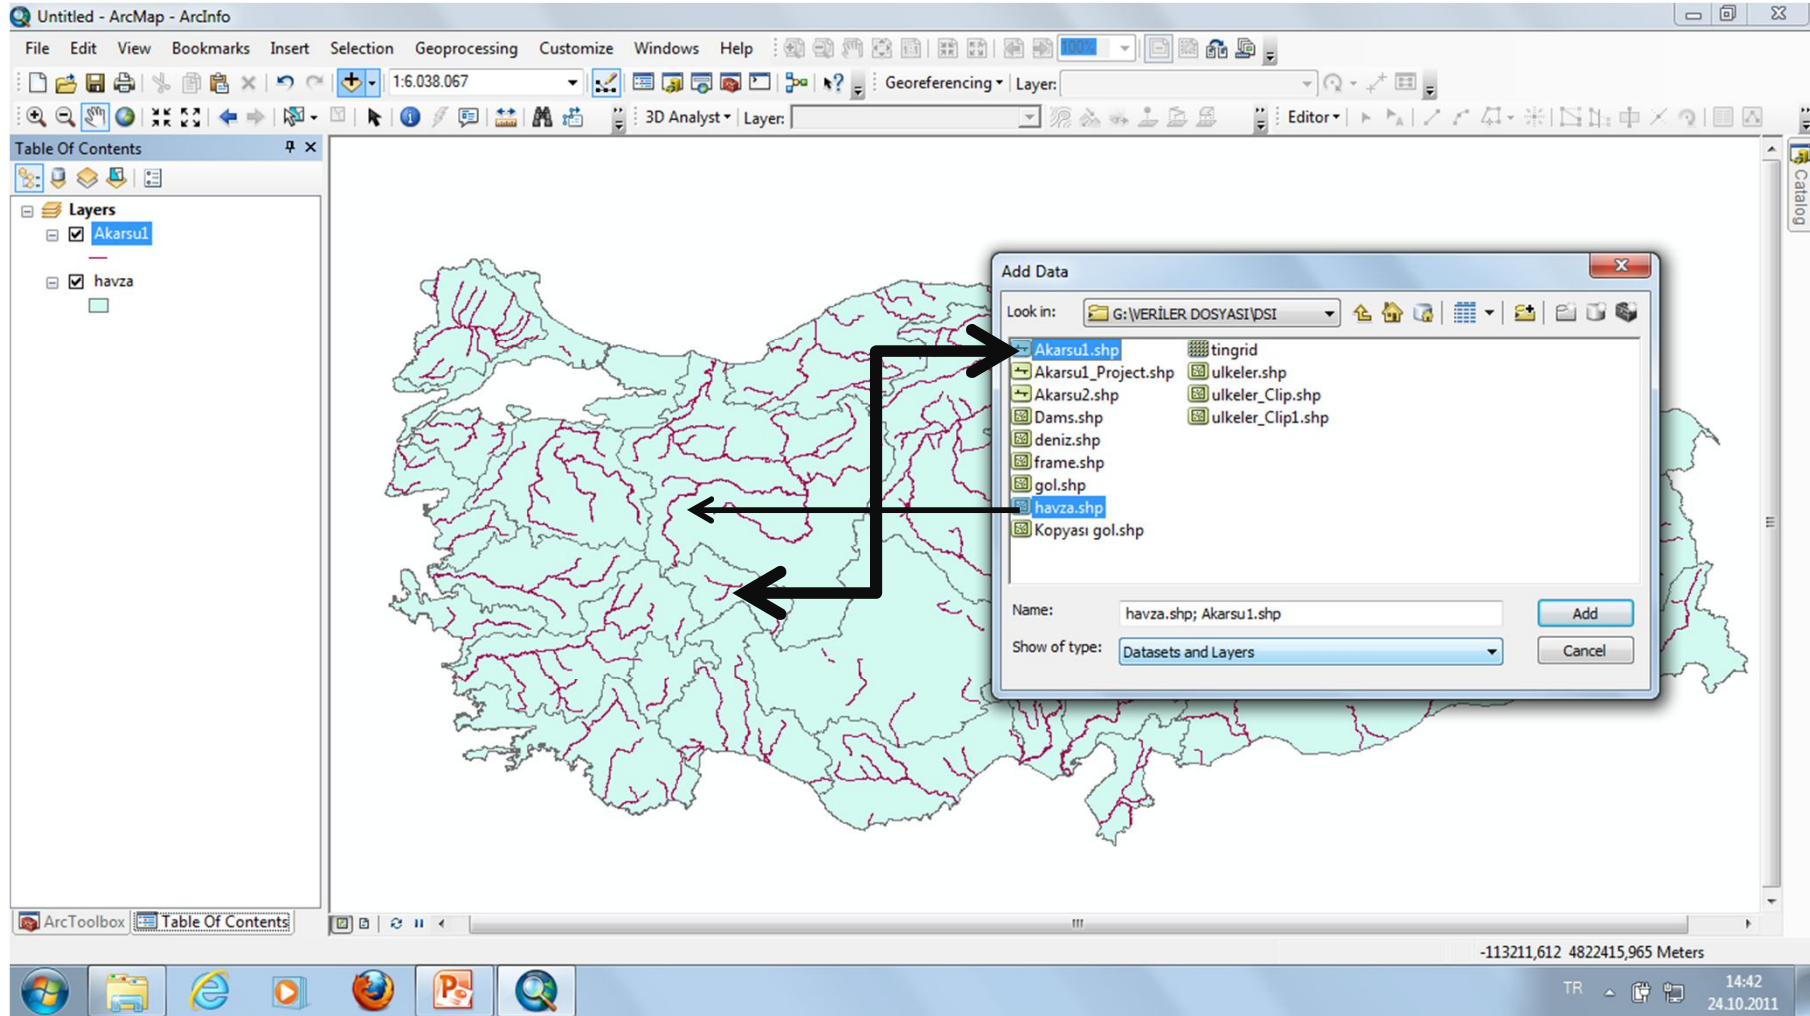 Untitled - ArcMap - ArcInfo
File Edit View Bookmarks Insert Selection Geoprocessing Customize Windows Help 100%
1:6.038.067 Georeferencing Layer:
3D Analyst Layer: Editor
Table Of Contents
Layers
Akarsu1
havza
Catalog
Add Data
Look in: G:\VERİLER DOSYASI\DSI
Akarsu1.shp
Akarsu1_Project.shp
Akarsu2.shp
Dams.shp
deniz.shp
frame.shp
gol.shp
havza.shp
Kopyası gol.shp
tingrid
ulkeler.shp
ulkeler_Clip.shp
ulkeler_Clip1.shp
Name: havza.shp; Akarsu1.shp Add
Show of type: Datasets and Layers Cancel
ArcToolbox Table Of Contents
-113211,612 4822415,965 Meters
TR 14:42
24.10.2011